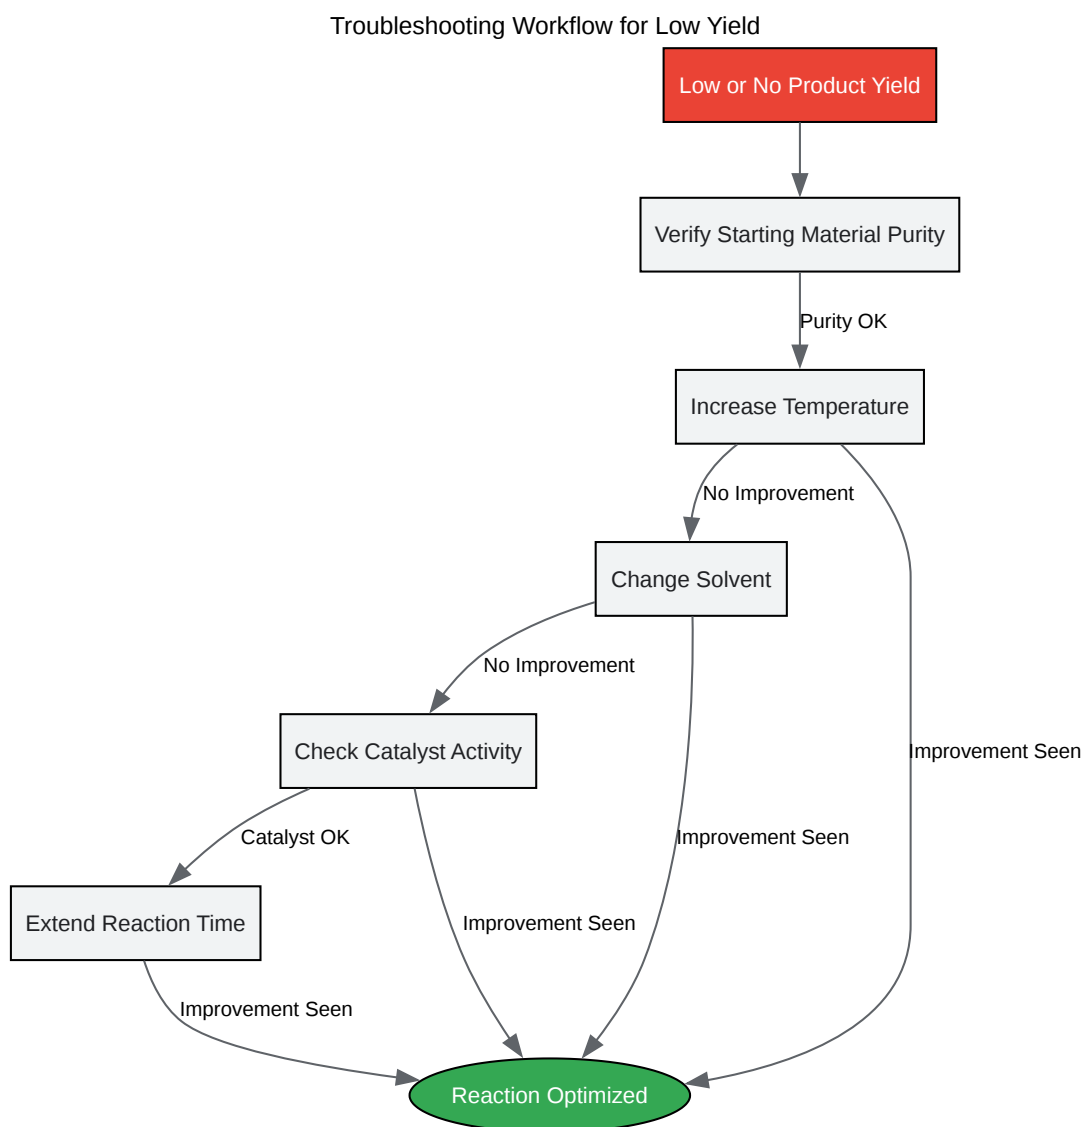 Troubleshooting Workflow for Low Yield
Low or No Product Yield
Verify Starting Material Purity
Purity OK
Increase Temperature
No Improvement
Change Solvent
No Improvement
Check Catalyst Activity
Improvement Seen
Catalyst OK
Improvement Seen
Extend Reaction Time
Improvement Seen
Improvement Seen
Reaction Optimized